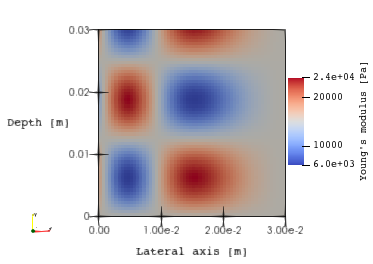 0.03
2.4e+04
20000
0.02
Depth [m]
0.01
10000
6.0e+03
Young's modulus [Pa]
0
0.00
1.00e-2
2.00e-2
3.00e-2
Lateral axis [m]